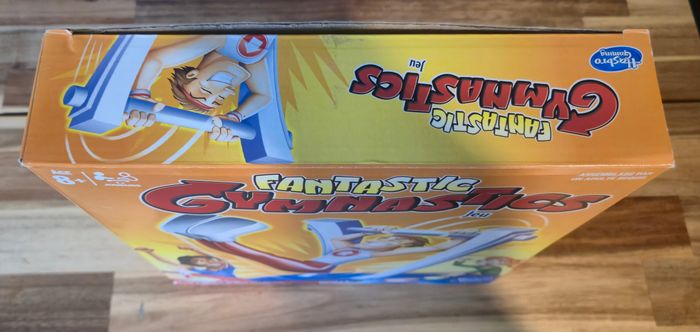 Hasbro
Gaming
FANTASTIC
GYMNASTICS
Jeu
8+
FANTASTIC
GYMNASTICS
Jeu